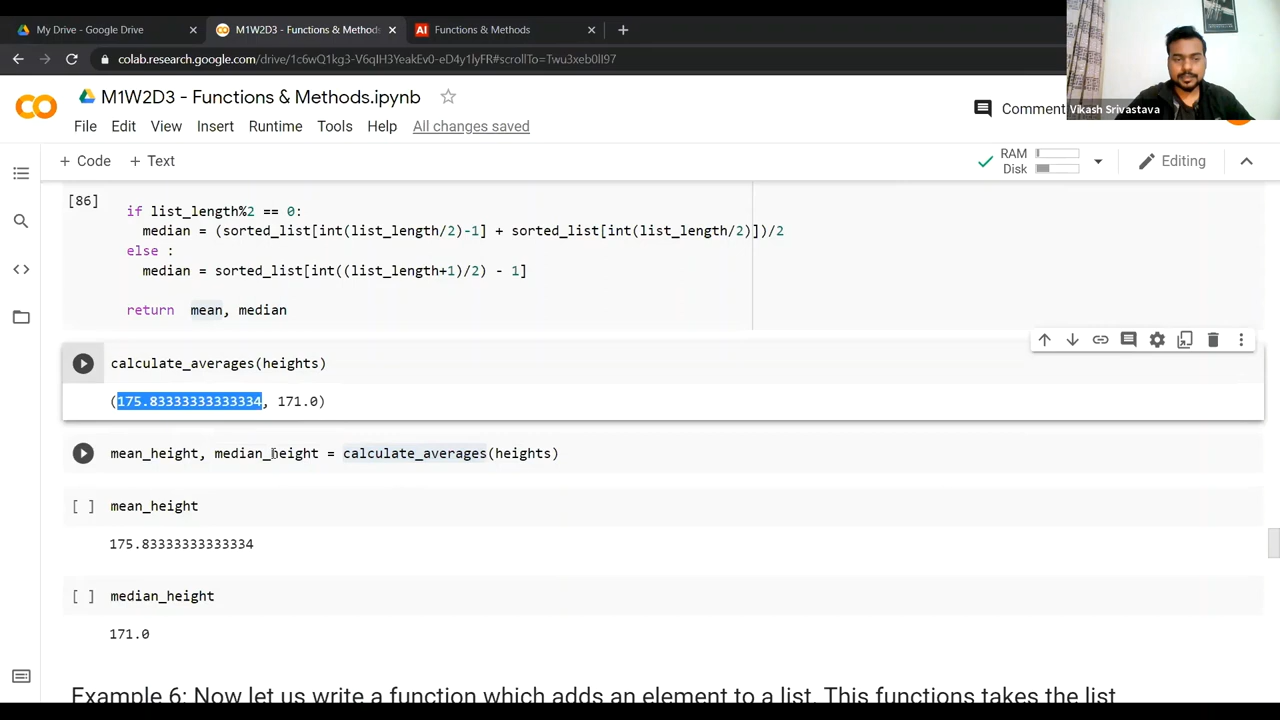 My Drive - Google Drive
M1W2D3 - Functions & Methods
Functions & Methods
colab.research.google.com/drive/1c6wQ1kg3-V6qIH3YeakEv0-eD4y1lyFR#scrollTo=Twu3xeb0lI97
Vikash Srivastava
M1W2D3 - Functions & Methods.ipynb
File Edit View Insert Runtime Tools Help All changes saved
Comment
+ Code + Text
RAM
Disk
Editing
[86]
if list_length%2 == 0:
median = (sorted_list[int(list_length/2)-1] + sorted_list[int(list_length/2)])/2
else :
median = sorted_list[int((list_length+1)/2) - 1]
return mean, median
calculate_averages(heights)
(175.83333333333334, 171.0)
mean_height, median_height = calculate_averages(heights)
[ ] mean_height
175.83333333333334
[ ] median_height
171.0
Example 6: Now let us write a function which adds an element to a list. This functions takes the list